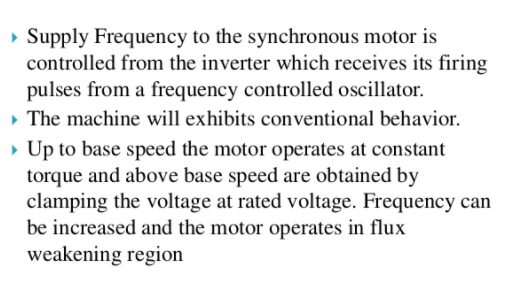 Supply Frequency to the synchronous motor is
controlled from the inverter which receives its firing
pulses from a frequency controlled oscillator.
The machine will exhibits conventional behavior.
Up to base speed the motor operates at constant
torque and above base speed are obtained by
clamping the voltage at rated voltage. Frequency can
be increased and the motor operates in flux
weakening region